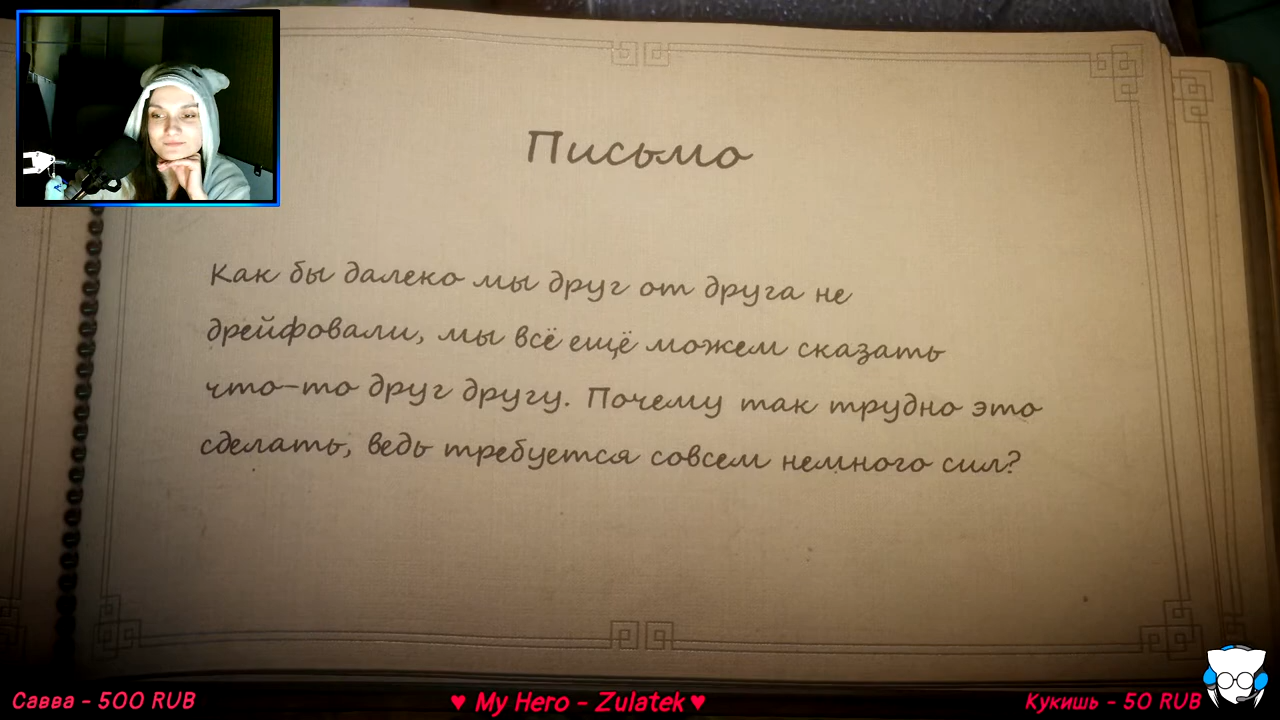 Письмо
Как бы далеко мы друг от друга не
дрейфовали, мы всё ещё можем сказать
что-то друг другу. Почему так трудно это
сделать, ведь требуется совсем немного сил?
Савва - 500 RUB
♥ My Hero - Zulatek ♥
Кукишь - 50 RUB